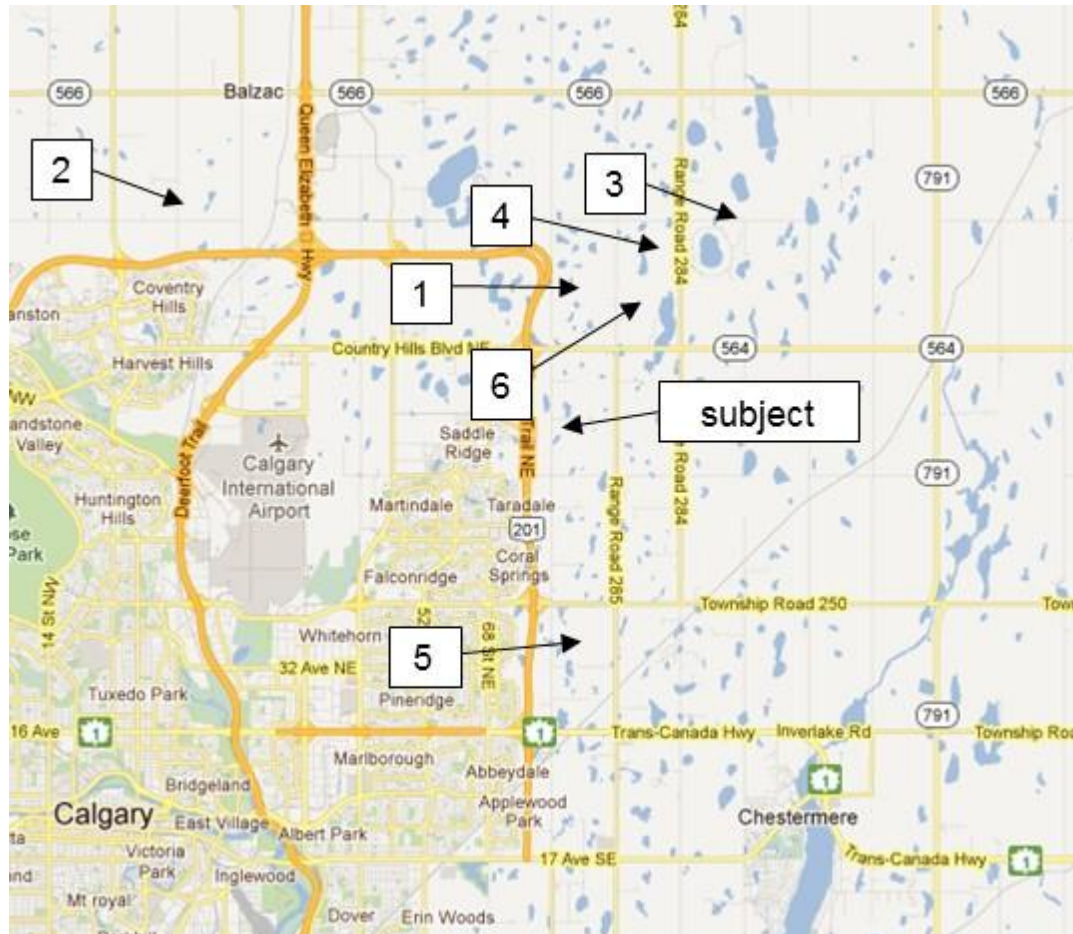 284
566
Balzac
566
566
566
Queen Elizabeth II Hwy
2
3
791
4
Range Road 284
1
Coventry
Hills
anston
Country Hills Blvd NE
564
564
Harvest Hills
6
subject
NW
andstone
Valley
Saddle
Ridge
Trail NE
Deerfoot Trail
Calgary
International
Airport
791
Road 284
Huntington
Hills
Martindale
Taradale
Range Road 285
201
ose
Park
Falconridge
Coral
Springs
14 St NW
Township Road 250
Tow
52
68 St NE
Whitehorn
5
32 Ave NE
Tuxedo Park
Pineridge
791
16 Ave
1
1
Trans-Canada Hwy
Inverlake Rd
Township Roa
Marlborough
Abbeydale
1
Bridgeland
Calgary
East Village
Albert Park
Applewood
Park
Chestermere
Victoria
Park
Inglewood
17 Ave SE
Trans-Canada Hwy
1
Mt royal
Dover
Erin Woods